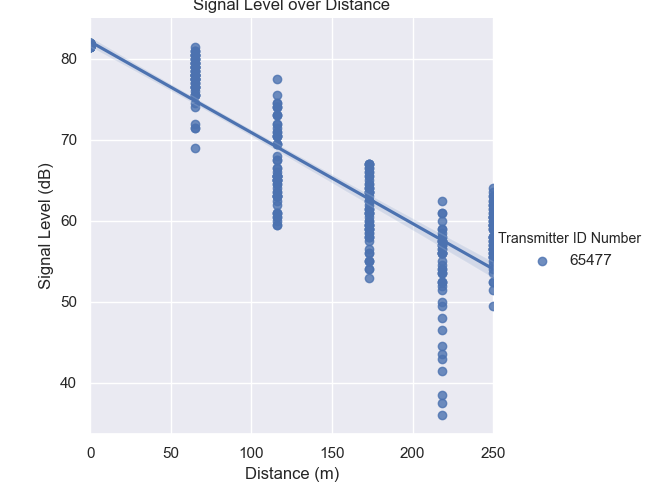 Signal Level over Distance
80
70
60
50
40
Signal Level (dB)
0 50 100 150 200 250
Distance (m)
Transmitter ID Number
65477